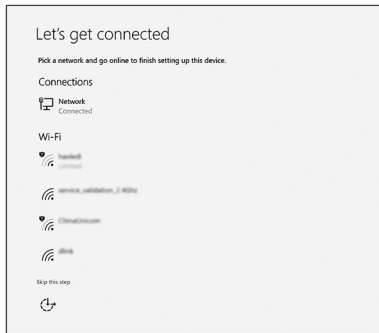 Let's get connected
Pick a network and go online to finish setting up this device.
Connections
Network
Connected
Wi-Fi
Limited
service_validation_2.4Ghz
ChinaUnicom
dlink
Skip this step